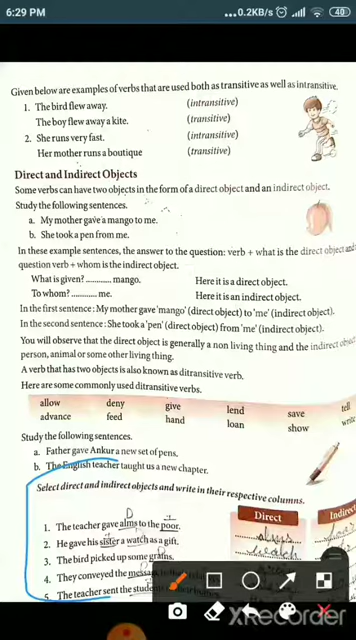 6:29 PM
...0.2KB/s 40
Given below are examples of verbs that are used both as transitive as well as intransitive.
1. The bird flew away. (intransitive)
The boy flew away a kite. (transitive)
2. She runs very fast. (intransitive)
Her mother runs a boutique (transitive)
Direct and Indirect Objects
Some verbs can have two objects in the form of a direct object and an indirect object.
Study the following sentences.
a. My mother gave a mango to me.
b. She took a pen from me.
In these example sentences, the answer to the question: verb + what is the direct object and
question verb + whom is the indirect object.
What is given? ............ mango. Here it is a direct object.
To whom? ............ me. Here it is an indirect object.
In the first sentence : My mother gave 'mango' (direct object) to 'me' (indirect object).
In the second sentence : She took a 'pen' (direct object) from 'me' (indirect object).
You will observe that the direct object is generally a non living thing and the indirect
person, animal or some other living thing.
A verb that has two objects is also known as ditransitive verb.
Here are some commonly used ditransitive verbs.
allow deny give lend save tell
advance feed hand loan show write
Study the following sentences.
a. Father gave Ankur a new set of pens.
b. The English teacher taught us a new chapter.
Select direct and indirect objects and write in their respective columns.
Direct Indirect
D I
1. The teacher gave alms to the poor. alms
2. He gave his sister a watch as a gift. watch
3. The bird picked up some grains.
4. They conveyed the
5. The teacher sent the
XRECORDER